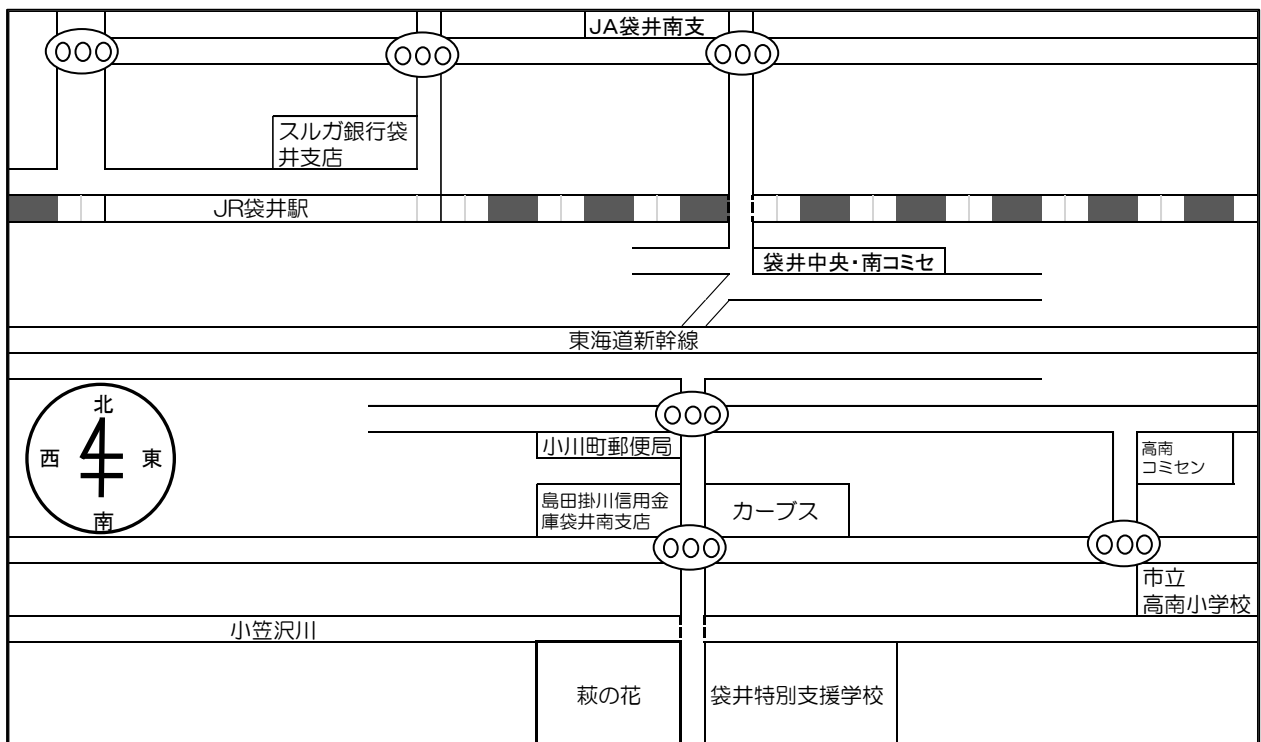 JA袋井南支
スルガ銀行袋
井支店
JR袋井駅
袋井中央・南コミセ
東海道新幹線
北
西
東
南
小川町郵便局
高南
コミセン
島田掛川信用金
庫袋井南支店
カーブス
市立
高南小学校
小笠沢川
萩の花
袋井特別支援学校